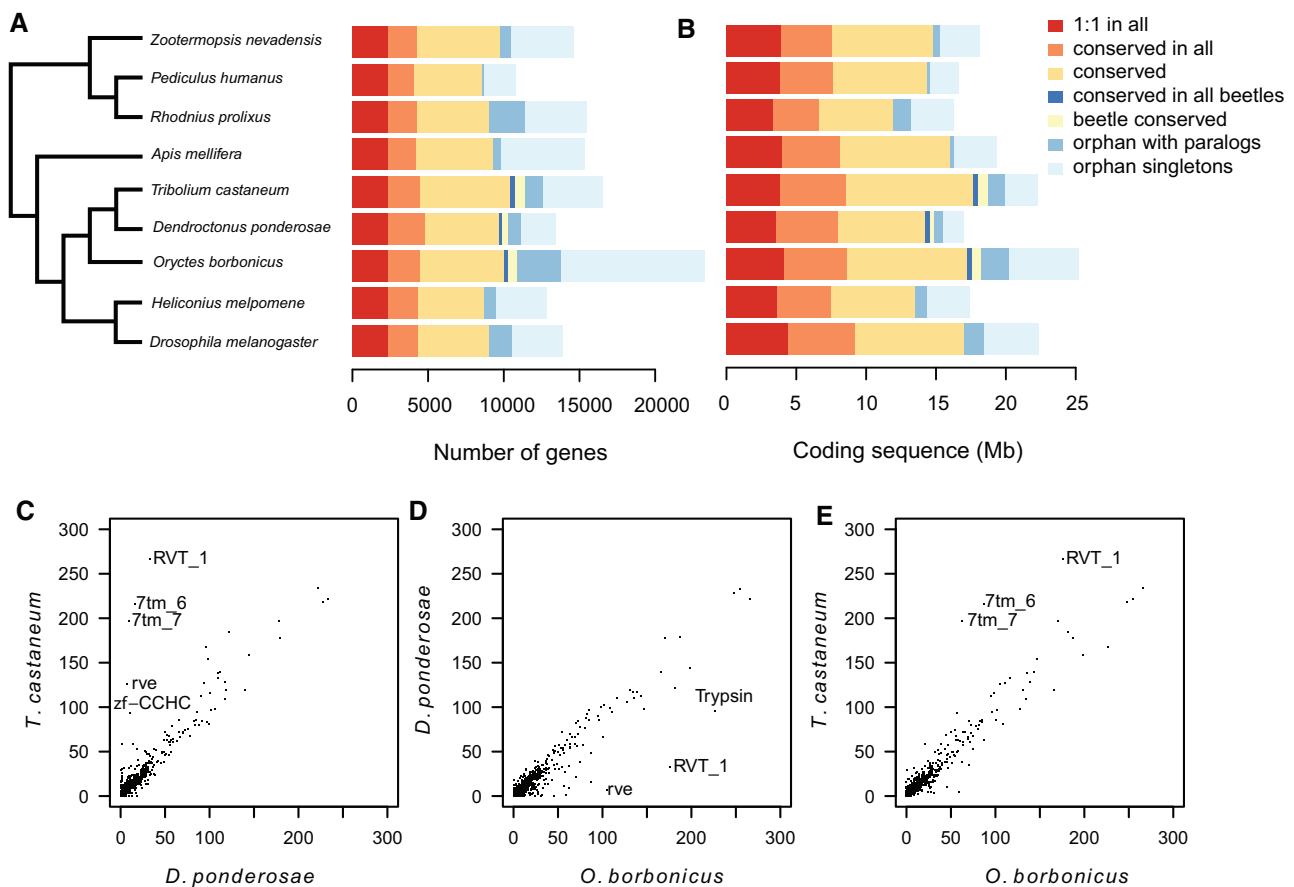 A
B
Zootermopsis nevadensis
Pediculus humanus
Rhodnius prolixus
Apis mellifera
Tribolium castaneum
Dendroctonus ponderosae
Oryctes borbonicus
Heliconius melpomene
Drosophila melanogaster
0 5000 10000 15000 20000
Number of genes
0 5 10 15 20 25
Coding sequence (Mb)
1:1 in all
conserved in all
conserved
conserved in all beetles
beetle conserved
orphan with paralogs
orphan singletons
C
T. castaneum
300
250
200
150
100
50
0
RVT_1
7tm_6
7tm_7
rve
zf−CCHC
0 50 100 200 300
D. ponderosae
D
D. ponderosae
300
250
200
150
100
50
0
Trypsin
RVT_1
rve
0 50 100 200 300
O. borbonicus
E
T. castaneum
300
250
200
150
100
50
0
RVT_1
7tm_6
7tm_7
0 50 100 200 300
O. borbonicus